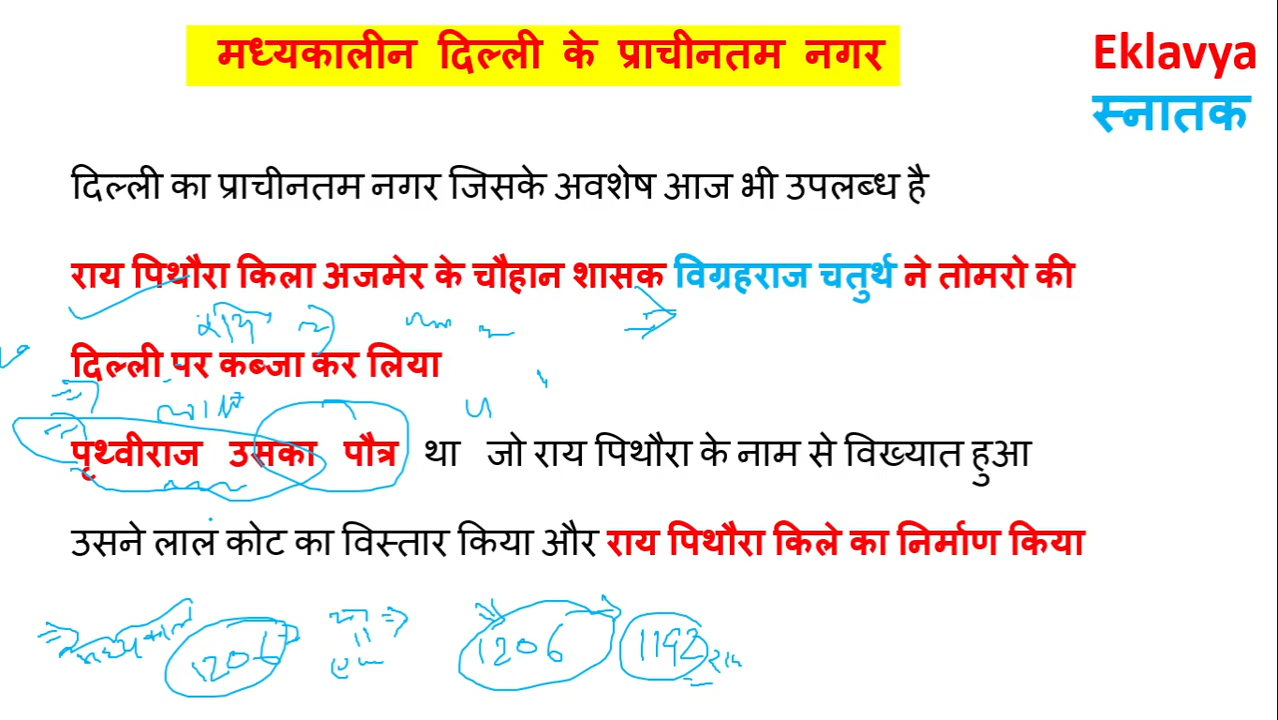 मध्यकालीन दिल्ली के प्राचीनतम नगर
Eklavya
स्नातक
दिल्ली का प्राचीनतम नगर जिसके अवशेष आज भी उपलब्ध है
राय पिथौरा किला अजमेर के चौहान शासक विग्रहराज चतुर्थ ने तोमरो की
दिल्ली पर कब्जा कर लिया
पृथ्वीराज उसका पौत्र था जो राय पिथौरा के नाम से विख्यात हुआ
उसने लाल कोट का विस्तार किया और राय पिथौरा किले का निर्माण किया
1206 1206 1192